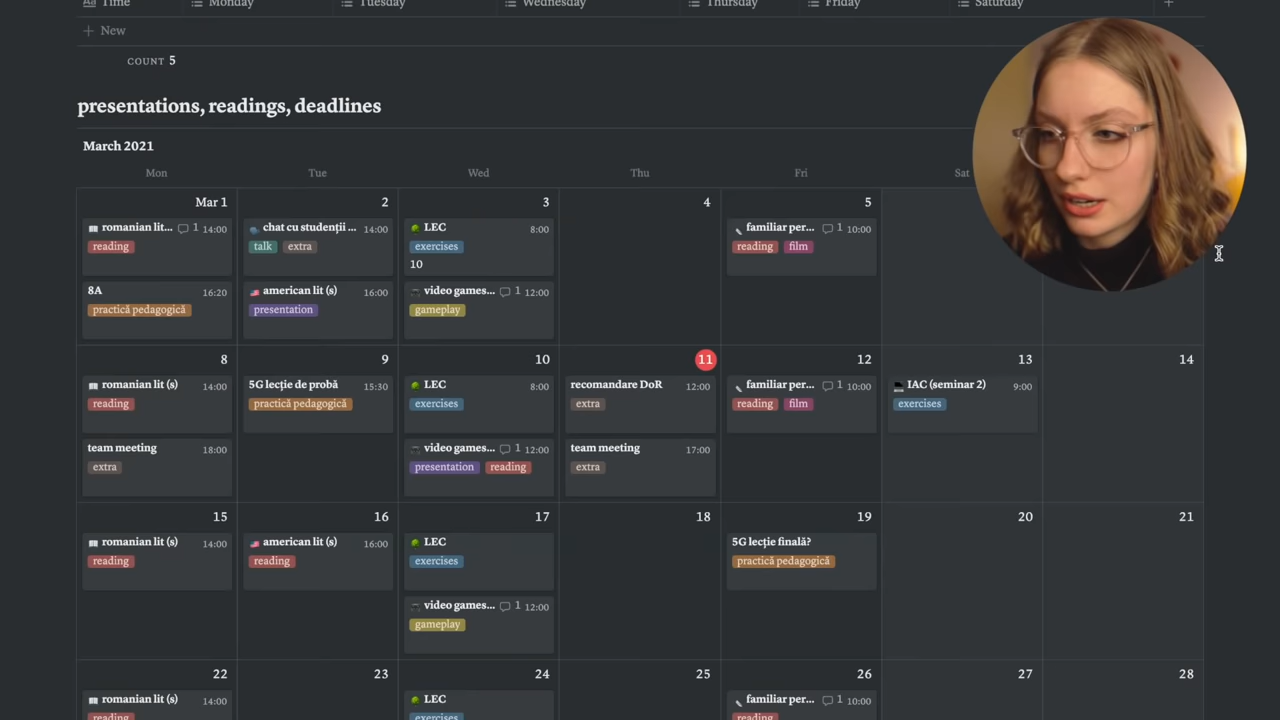 Aa Time Monday Tuesday Wednesday Thursday Friday Saturday +
+ New
COUNT 5
presentations, readings, deadlines
March 2021
Mon Tue Wed Thu Fri Sat
Mar 1 2 3 4 5
romanian lit... 1 14:00
reading
8A 16:20
practică pedagogică
chat cu studenții ... 14:00
talk extra
american lit (s) 16:00
presentation
LEC 8:00
exercises
10
video games... 1 12:00
gameplay
familiar per... 1 10:00
reading film
8 9 10 11 12 13 14
romanian lit (s) 14:00
reading
team meeting 18:00
extra
5G lecție de probă 15:30
practică pedagogică
LEC 8:00
exercises
video games... 1 12:00
presentation reading
recomandare DoR 12:00
extra
team meeting 17:00
extra
familiar per... 1 10:00
reading film
IAC (seminar 2) 9:00
exercises
15 16 17 18 19 20 21
romanian lit (s) 14:00
reading
american lit (s) 16:00
reading
LEC
exercises
video games... 1 12:00
gameplay
5G lecție finală?
practică pedagogică
22 23 24 25 26 27 28
romanian lit (s) 14:00
reading
LEC
exercises
familiar per... 1 10:00
reading